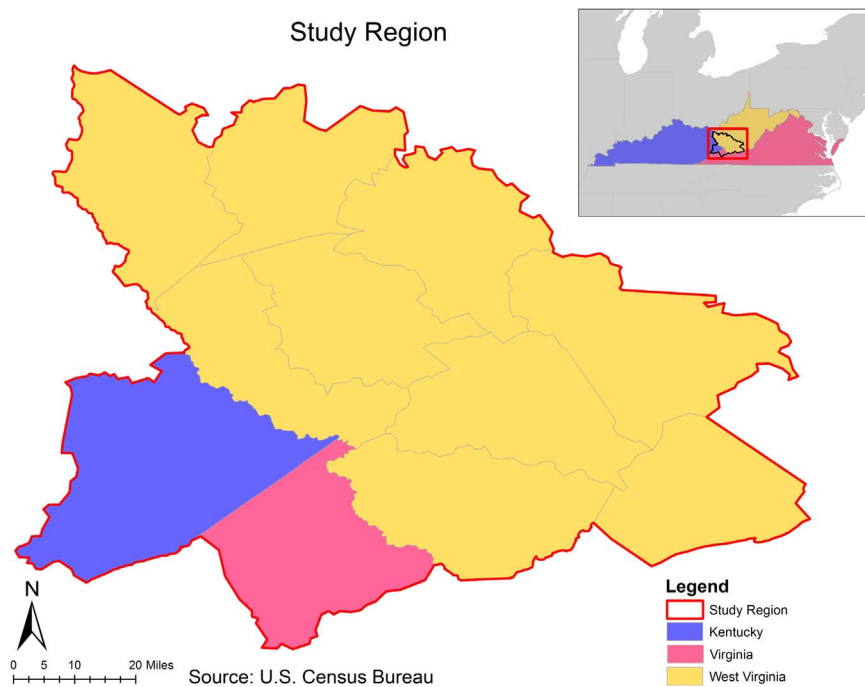 Study Region
N
0 5 10 20 Miles
Source: U.S. Census Bureau
Legend
Study Region
Kentucky
Virginia
West Virginia